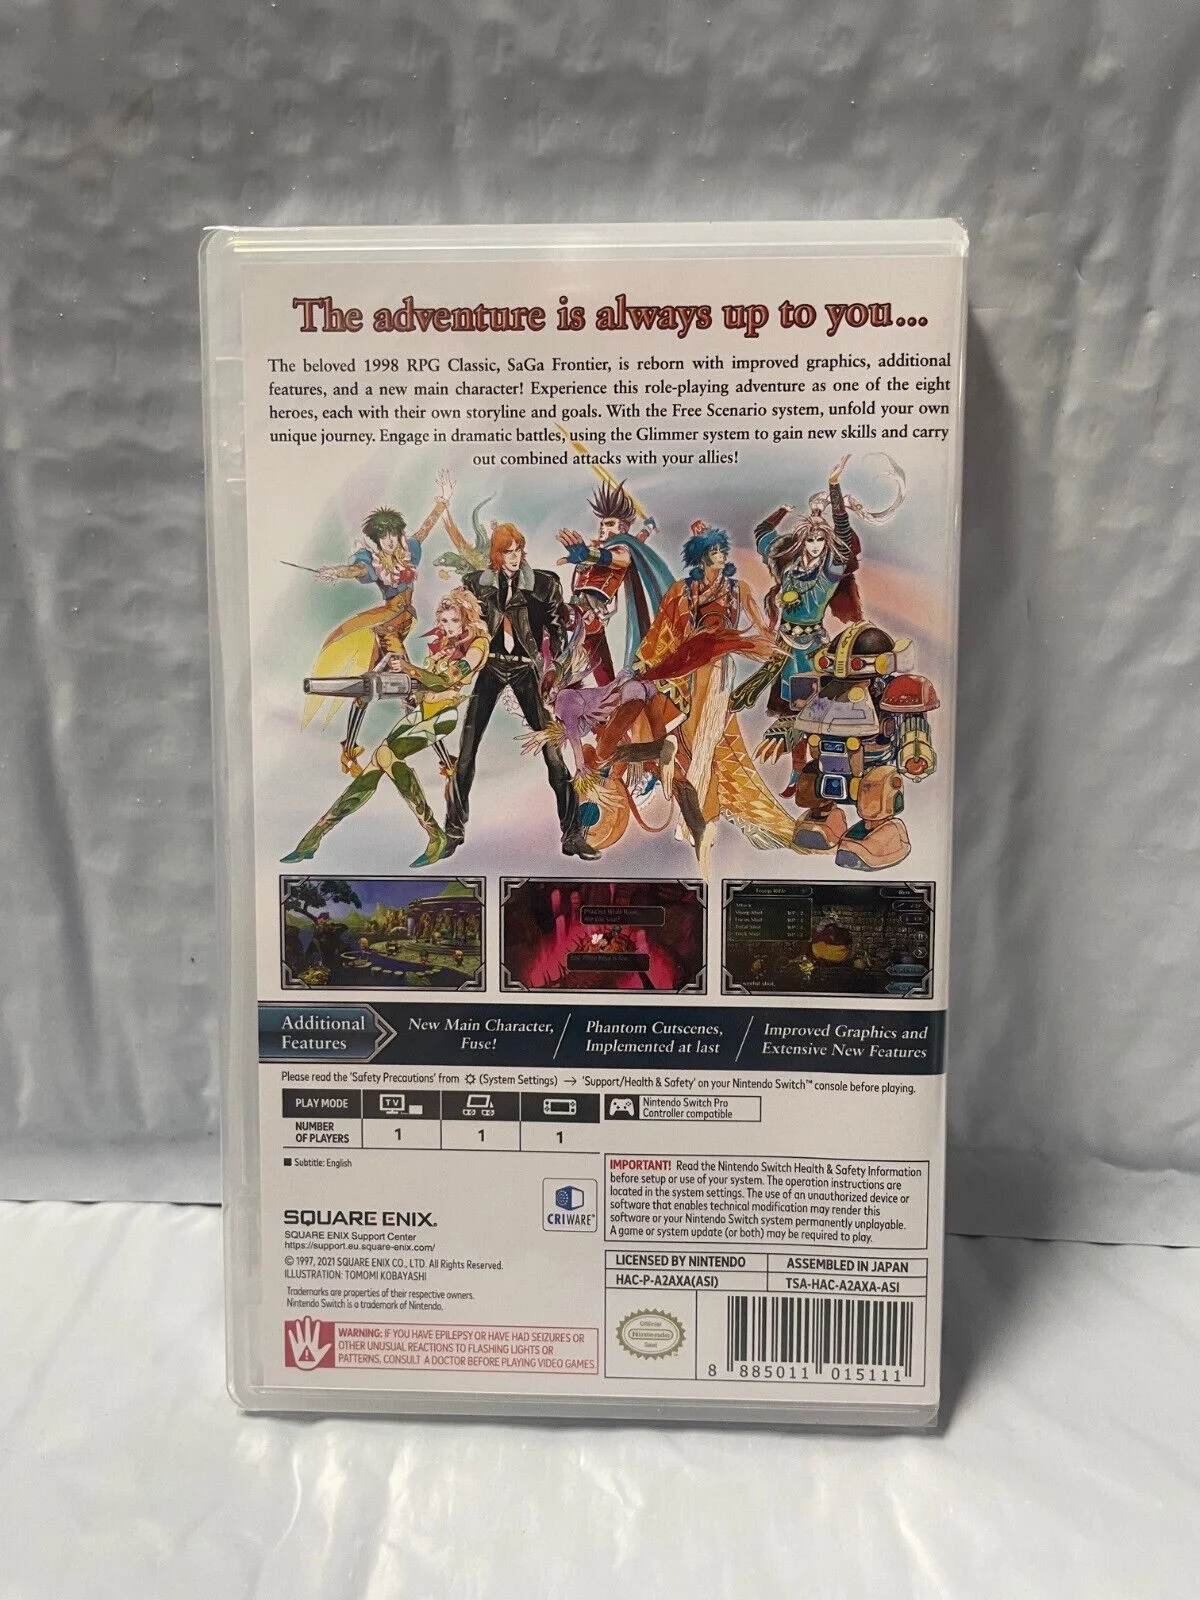 The adventure is always up to you...
The beloved 1998 RPG Classic, SaGa Frontier, is reborn with improved graphics, additional
features, and a new main character! Experience this role-playing adventure as one of the eight
heroes, each with their own storyline and goals. With the Free Scenario system, unfold your own
unique journey. Engage in dramatic battles, using the Glimmer system to gain new skills and carry
out combined attacks with your allies!
Additional
Features
New Main Character,
Fuse!
Phantom Cutscenes,
Implemented at last
Improved Graphics and
Extensive New Features
Please read the 'Safety Precautions' from (System Settings) → 'Support/Health & Safety' on your Nintendo Switch™ console before playing.
PLAY MODE
TV
NUMBER
OF PLAYERS
1
1
1
Nintendo Switch Pro
Controller compatible
■ Subtitle: English
SQUARE ENIX.
SQUARE ENIX Support Center
https://support.eu.square-enix.com/
© 1997, 2021 SQUARE ENIX CO., LTD. All Rights Reserved.
ILLUSTRATION: TOMOMI KOBAYASHI
Trademarks are properties of their respective owners.
Nintendo Switch is a trademark of Nintendo.
CRIWARE™
WARNING: IF YOU HAVE EPILEPSY OR HAVE HAD SEIZURES OR
OTHER UNUSUAL REACTIONS TO FLASHING LIGHTS OR
PATTERNS, CONSULT A DOCTOR BEFORE PLAYING VIDEO GAMES.
IMPORTANT! Read the Nintendo Switch Health & Safety Information
before setup or use of your system. The operation instructions are
located in the system settings. The use of an unauthorized device or
software that enables technical modification may render this
software or your Nintendo Switch system permanently unplayable.
A game or system update (or both) may be required to play.
LICENSED BY NINTENDO
ASSEMBLED IN JAPAN
HAC-P-A2AXA(ASI)
TSA-HAC-A2AXA-ASI
Official
Nintendo
Seal
8 885011 015111